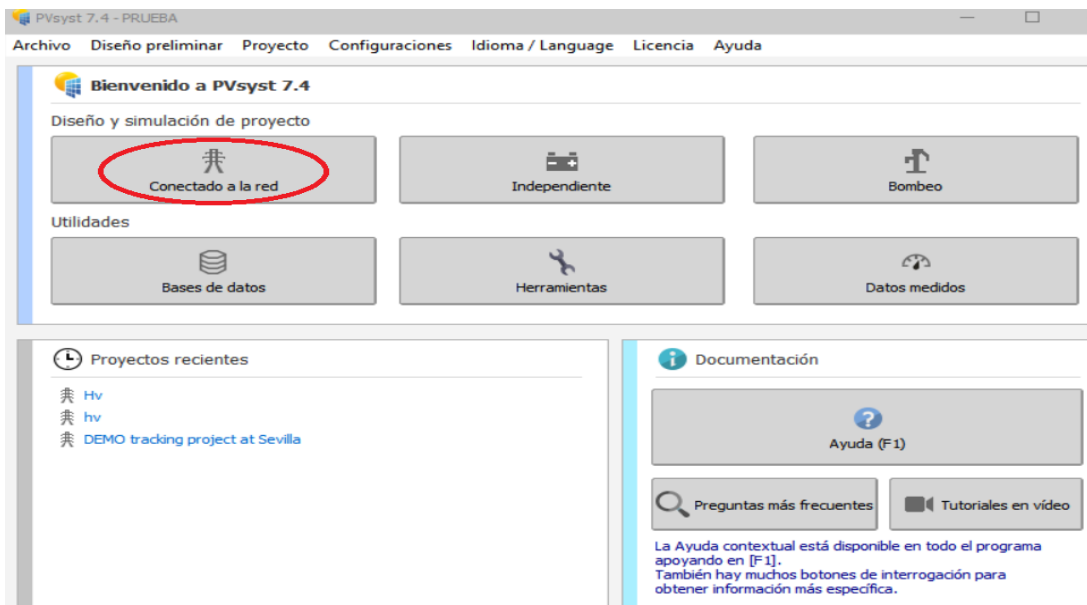 PVsyst 7.4 - PRUEBA
Archivo Diseño preliminar Proyecto Configuraciones Idioma / Language Licencia Ayuda
Bienvenido a PVsyst 7.4
Diseño y simulación de proyecto
Conectado a la red
Independiente
Bombeo
Utilidades
Bases de datos
Herramientas
Datos medidos
Proyectos recientes
Hv
hv
DEMO tracking project at Sevilla
Documentación
Ayuda (F1)
Preguntas más frecuentes
Tutoriales en vídeo
La Ayuda contextual está disponible en todo el programa
apoyando en [F1].
También hay muchos botones de interrogación para
obtener información más específica.